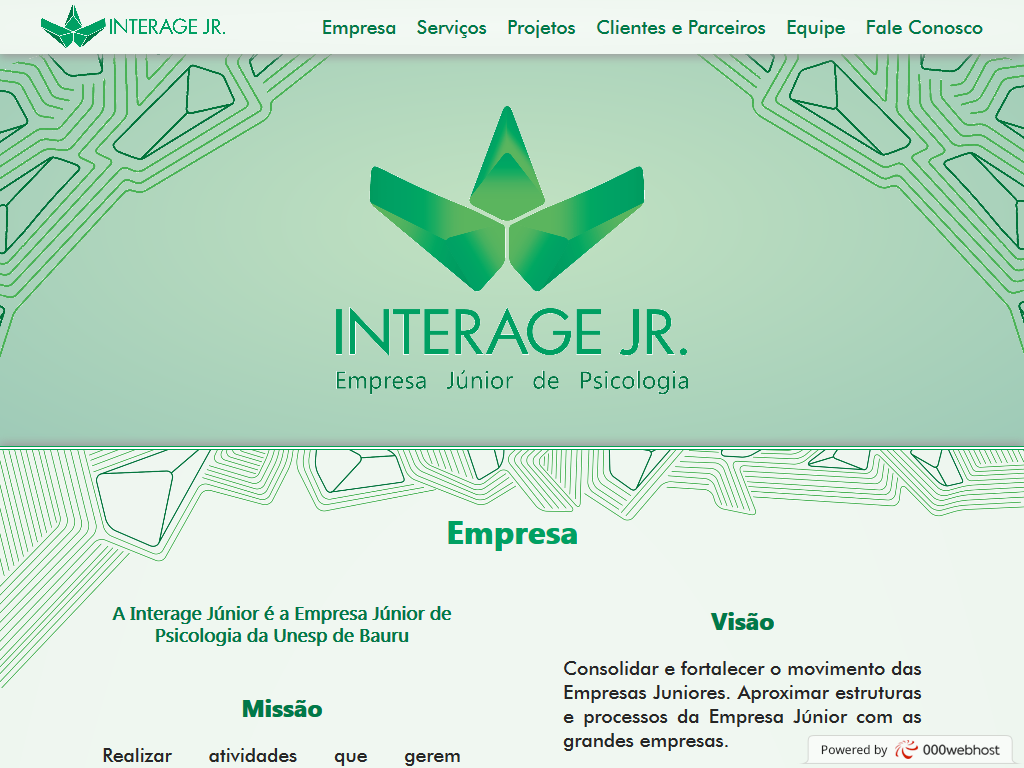 INTERAGE JR.
Empresa Serviços Projetos Clientes e Parceiros Equipe Fale Conosco
INTERAGE JR.
Empresa Júnior de Psicologia
Empresa
A Interage Júnior é a Empresa Júnior de
Psicologia da Unesp de Bauru
Missão
Realizar atividades que gerem
Visão
Consolidar e fortalecer o movimento das
Empresas Juniores. Aproximar estruturas
e processos da Empresa Júnior com as
grandes empresas.
Powered by 000webhost